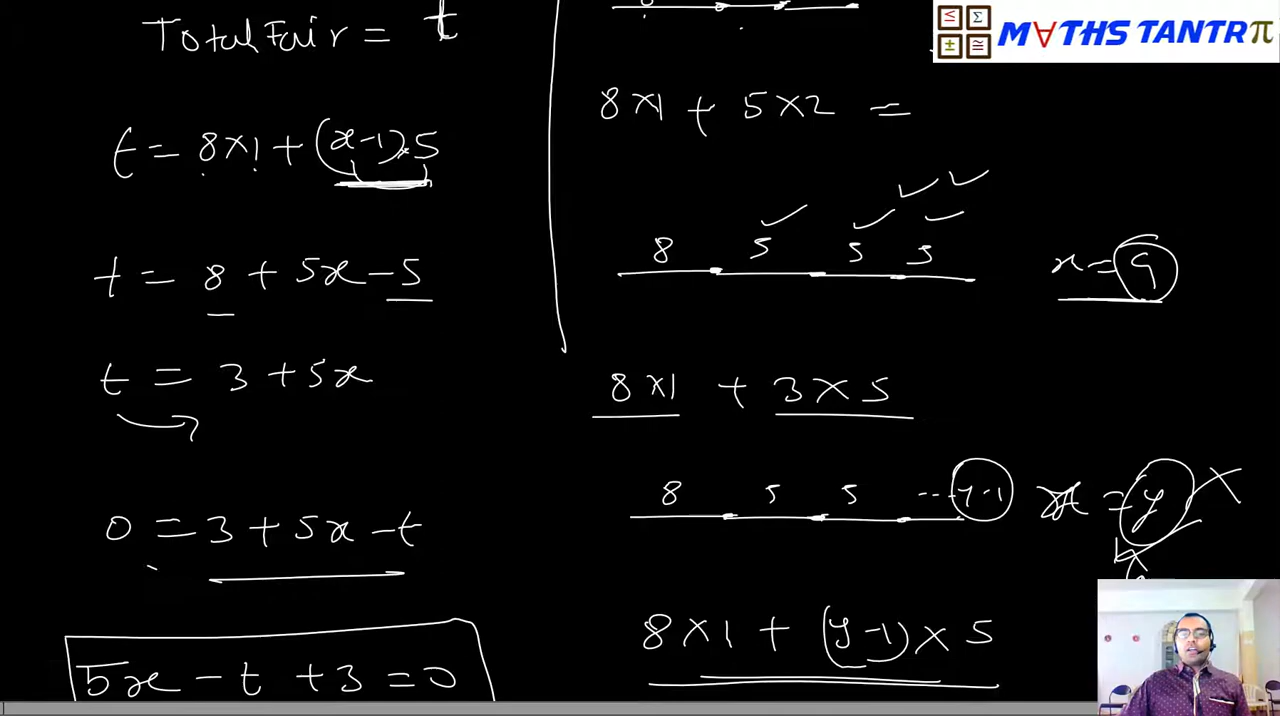 Total Fair = t
t = 8×1 + (x-1)×5
t = 8 + 5x - 5
t = 3 + 5x
0 = 3 + 5x - t
5x - t + 3 = 0
≤ Σ ± ≅ M∀THS TANTRπ
8×1 + 5×2 =
8 5 5 5
8×1 + 3×5
8 5 5 ---y-1
8×1 + (y-1)×5